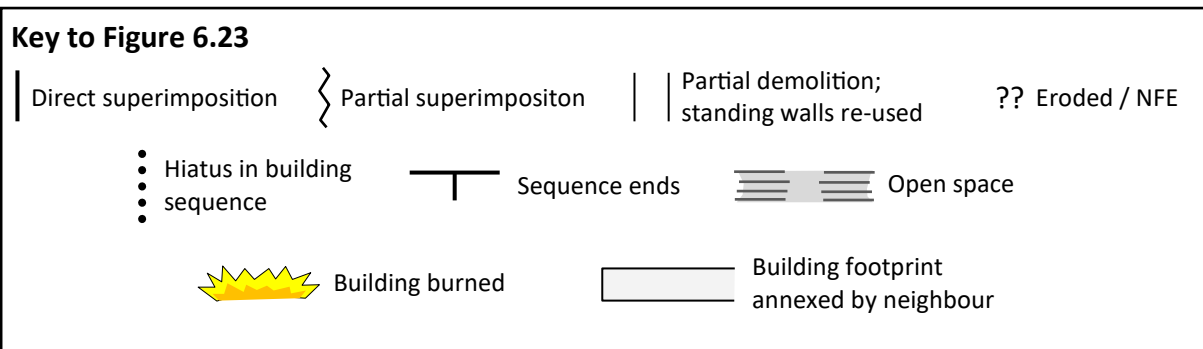 Key to Figure 6.23
Direct superimposition
Partial superimpositon
Partial demolition;
standing walls re-used
?? Eroded / NFE
Hiatus in building
sequence
Sequence ends
Open space
Building burned
Building footprint
annexed by neighbour